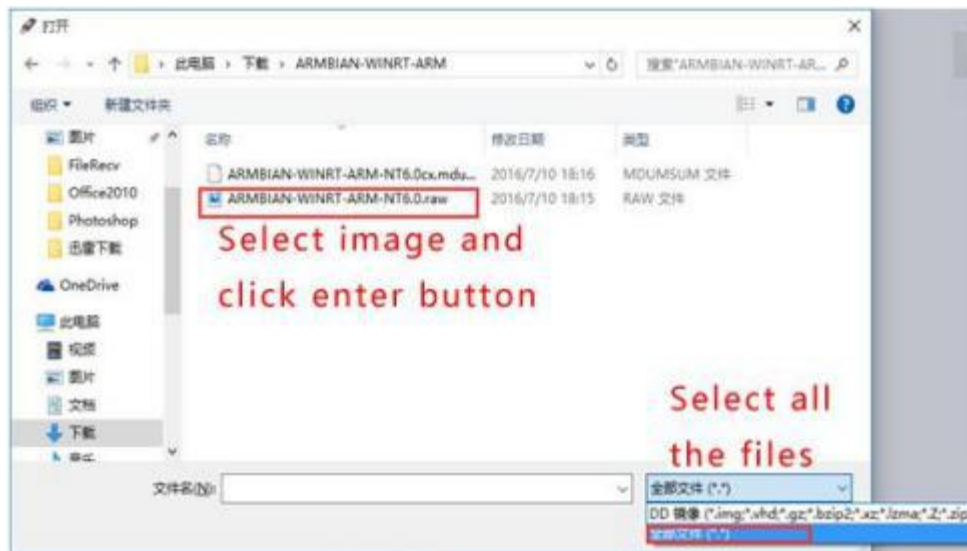 打开
此电脑 › 下载 › ARMBIAN-WINRT-ARM
搜索"ARMBIAN-WINRT-AR...
组织 新建文件夹
图片
FileRecv
Office2010
Photoshop
迅雷下载
OneDrive
此电脑
视频
图片
文档
下载
音乐
名称 修改日期 类型
ARMBIAN-WINRT-ARM-NT6.0cx.mdu... 2016/7/10 18:16 MDUMSUM 文件
ARMBIAN-WINRT-ARM-NT6.0.raw 2016/7/10 18:15 RAW 文件
Select image and
click enter button
Select all
the files
文件名(N): 全部文件 (*.*)
DD 镜像 (*.img;*.vhd;*.gz;*.bzip2;*.xz;*.lzma;*.Z;*.zip
全部文件 (*.*)